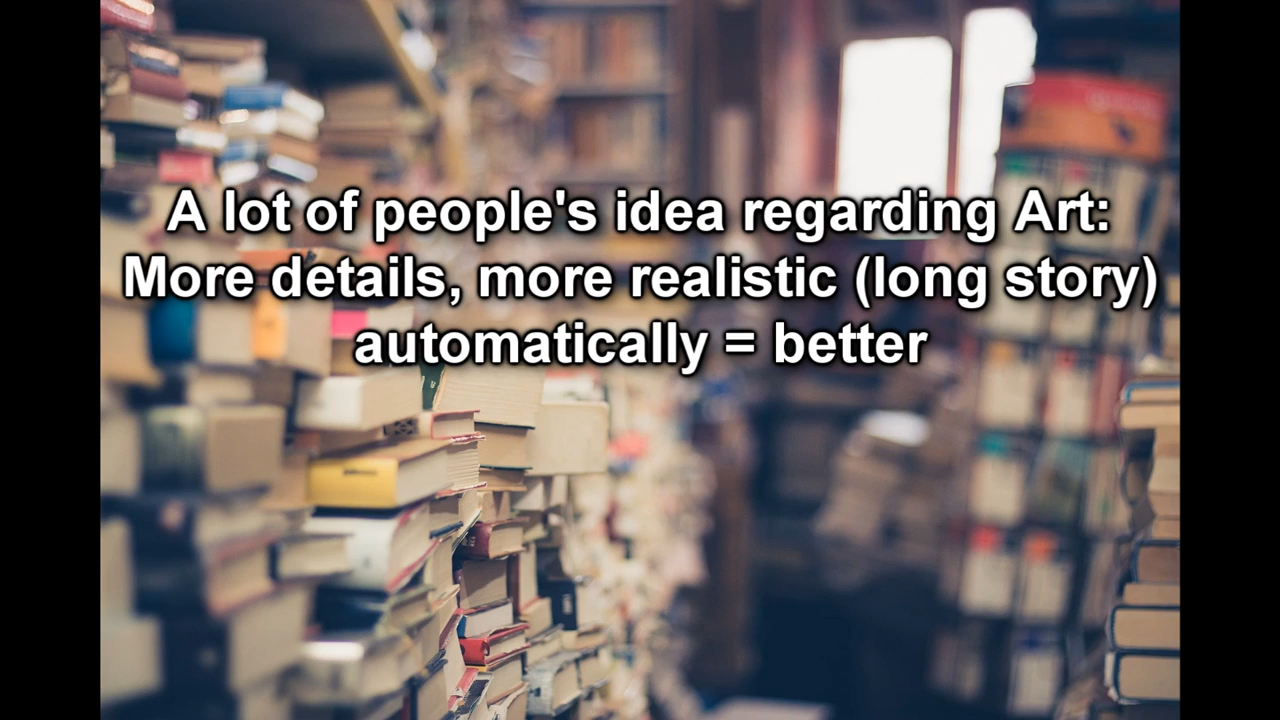 A lot of people's idea regarding Art:
More details, more realistic (long story)
automatically = better